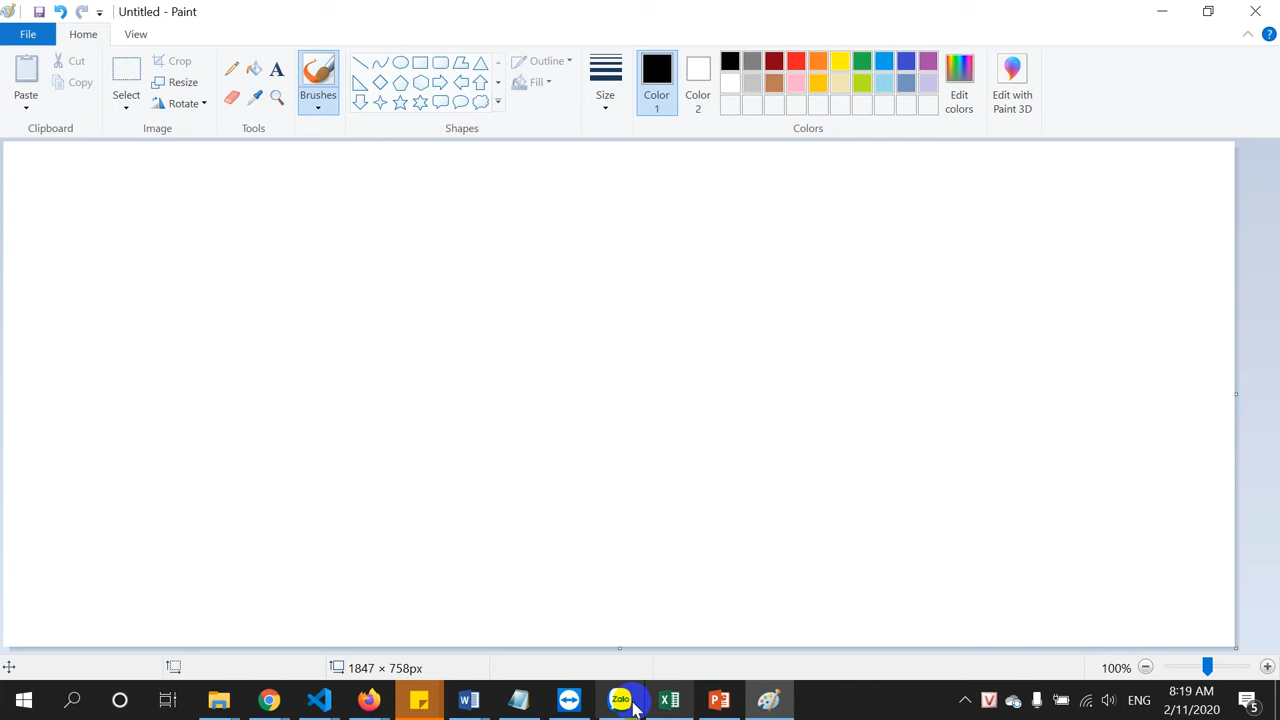 Untitled - Paint
File
Home
View
Paste
Cut
Copy
Clipboard
Select
Crop
Resize
Rotate
Image
A
Tools
Brushes
Shapes
Outline
Fill
Size
Color
1
Color
2
Colors
Edit
colors
Edit with
Paint 3D
?
1847 × 758px
100%
W
Zalo
X
P
V
ENG
8:19 AM
2/11/2020
5